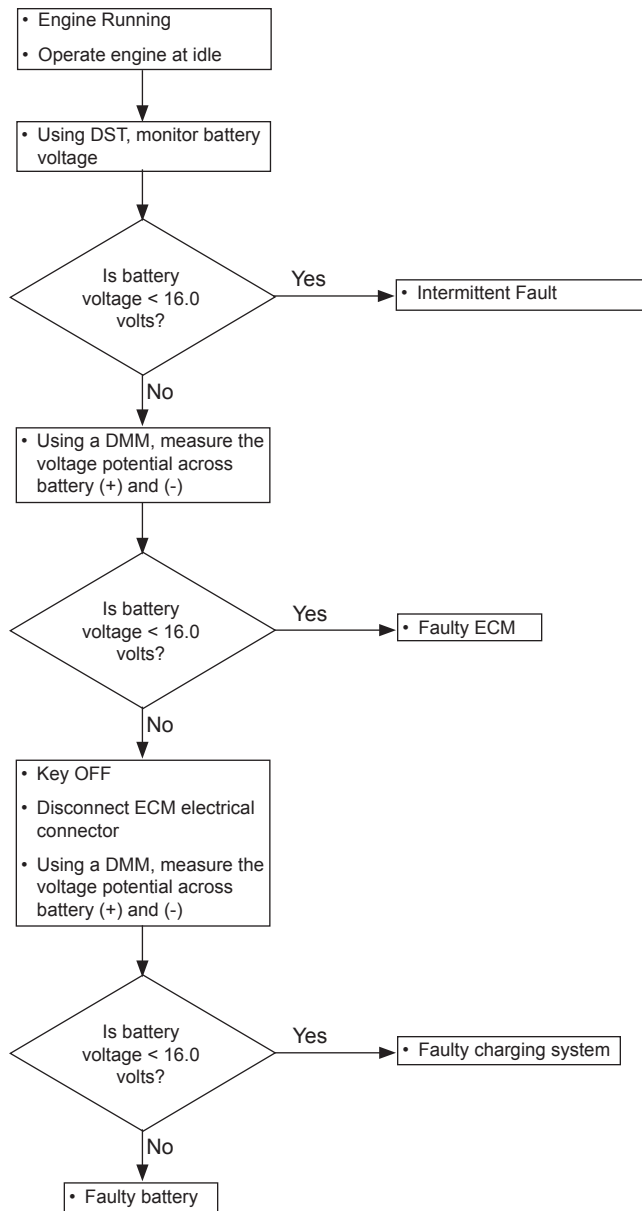 • Engine Running
• Operate engine at idle
• Using DST, monitor battery
voltage
Is battery
voltage < 16.0
volts?
Yes
• Intermittent Fault
No
• Using a DMM, measure the
voltage potential across
battery (+) and (-)
Is battery
voltage < 16.0
volts?
Yes
• Faulty ECM
No
• Key OFF
• Disconnect ECM electrical
connector
• Using a DMM, measure the
voltage potential across
battery (+) and (-)
Is battery
voltage < 16.0
volts?
Yes
• Faulty charging system
No
• Faulty battery